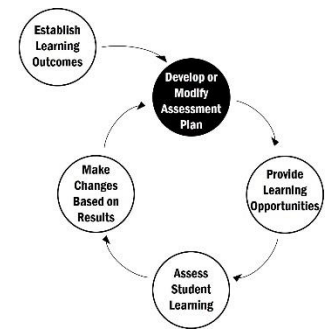 Establish
Learning
Outcomes
Develop or
Modify
Assessment
Plan
Provide
Learning
Opportunities
Assess
Student
Learning
Make
Changes
Based on
Results